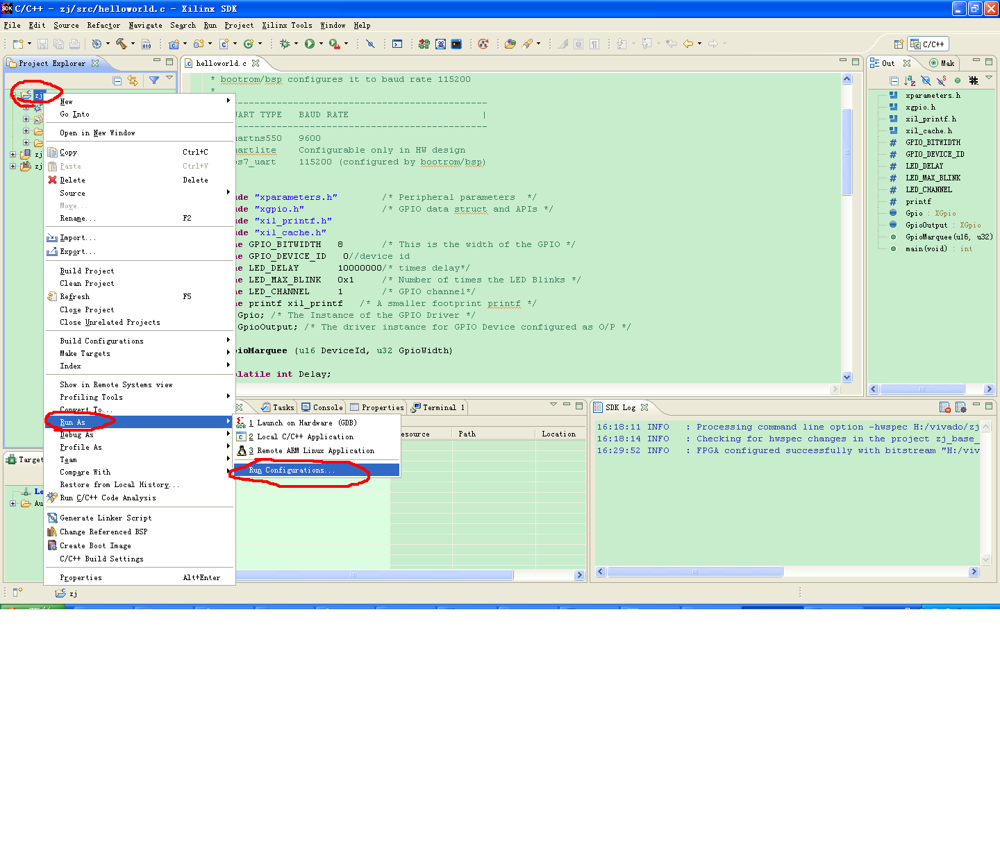 C/C++ - zj/src/helloworld.c - Xilinx SDK
File Edit Source Refactor Navigate Search Run Project Xilinx Tools Window Help
C/C++
Project Explorer
helloworld.c
Out
Mak
zj
zj
zj
New
Go Into
Open in New Window
Copy Ctrl+C
Paste Ctrl+V
Delete Delete
Source
Move...
Rename... F2
Import...
Export...
Build Project
Clean Project
Refresh F5
Close Project
Close Unrelated Projects
Build Configurations
Make Targets
Index
Show in Remote Systems view
Profiling Tools
Convert To...
Run As
Debug As
Profile As
Team
Compare With
Restore from Local History...
Run C/C++ Code Analysis
Generate Linker Script
Change Referenced BSP
Create Boot Image
C/C++ Build Settings
Properties Alt+Enter
1 Launch on Hardware (GDB)
2 Local C/C++ Application
3 Remote ARM Linux Application
Run Configurations...
* bootrom/bsp configures it to baud rate 115200
*
------------------------------------------------
UART TYPE   BAUD RATE                        |
------------------------------------------------
uartns550   9600
uartlite    Configurable only in HW design
ps7_uart    115200 (configured by bootrom/bsp)
ude "xparameters.h"        /* Peripheral parameters  */
ude "xgpio.h"              /* GPIO data struct and APIs */
ude "xil_printf.h"
ude "xil_cache.h"
ne GPIO_BITWIDTH   8       /* This is the width of the GPIO */
ne GPIO_DEVICE_ID   0//device id
ne LED_DELAY       10000000/* times delay*/
ne LED_MAX_BLINK   0x1     /* Number of times the LED Blinks */
ne LED_CHANNEL     1       /* GPIO channel*/
ne printf xil_printf   /* A smaller footprint printf */
Gpio; /* The Instance of the GPIO Driver */
GpioOutput; /* The driver instance for GPIO Device configured as O/P */
pioMarquee (u16 DeviceId, u32 GpioWidth)
latile int Delay;
xparameters.h
xgpio.h
xil_printf.h
xil_cache.h
GPIO_BITWIDTH
GPIO_DEVICE_ID
LED_DELAY
LED_MAX_BLINK
LED_CHANNEL
printf
Gpio : XGpio
GpioOutput : XGpio
GpioMarquee(u16, u32)
main(void) : int
Tasks
Console
Properties
Terminal 1
esource Path Location
SDK Log
16:18:11 INFO   : Processing command line option -hwspec H:/vivado/zj
16:18:14 INFO   : Checking for hwspec changes in the project zj_base_
16:29:52 INFO   : FPGA configured successfully with bitstream "H:/viv
Target
Lo
Au
zj